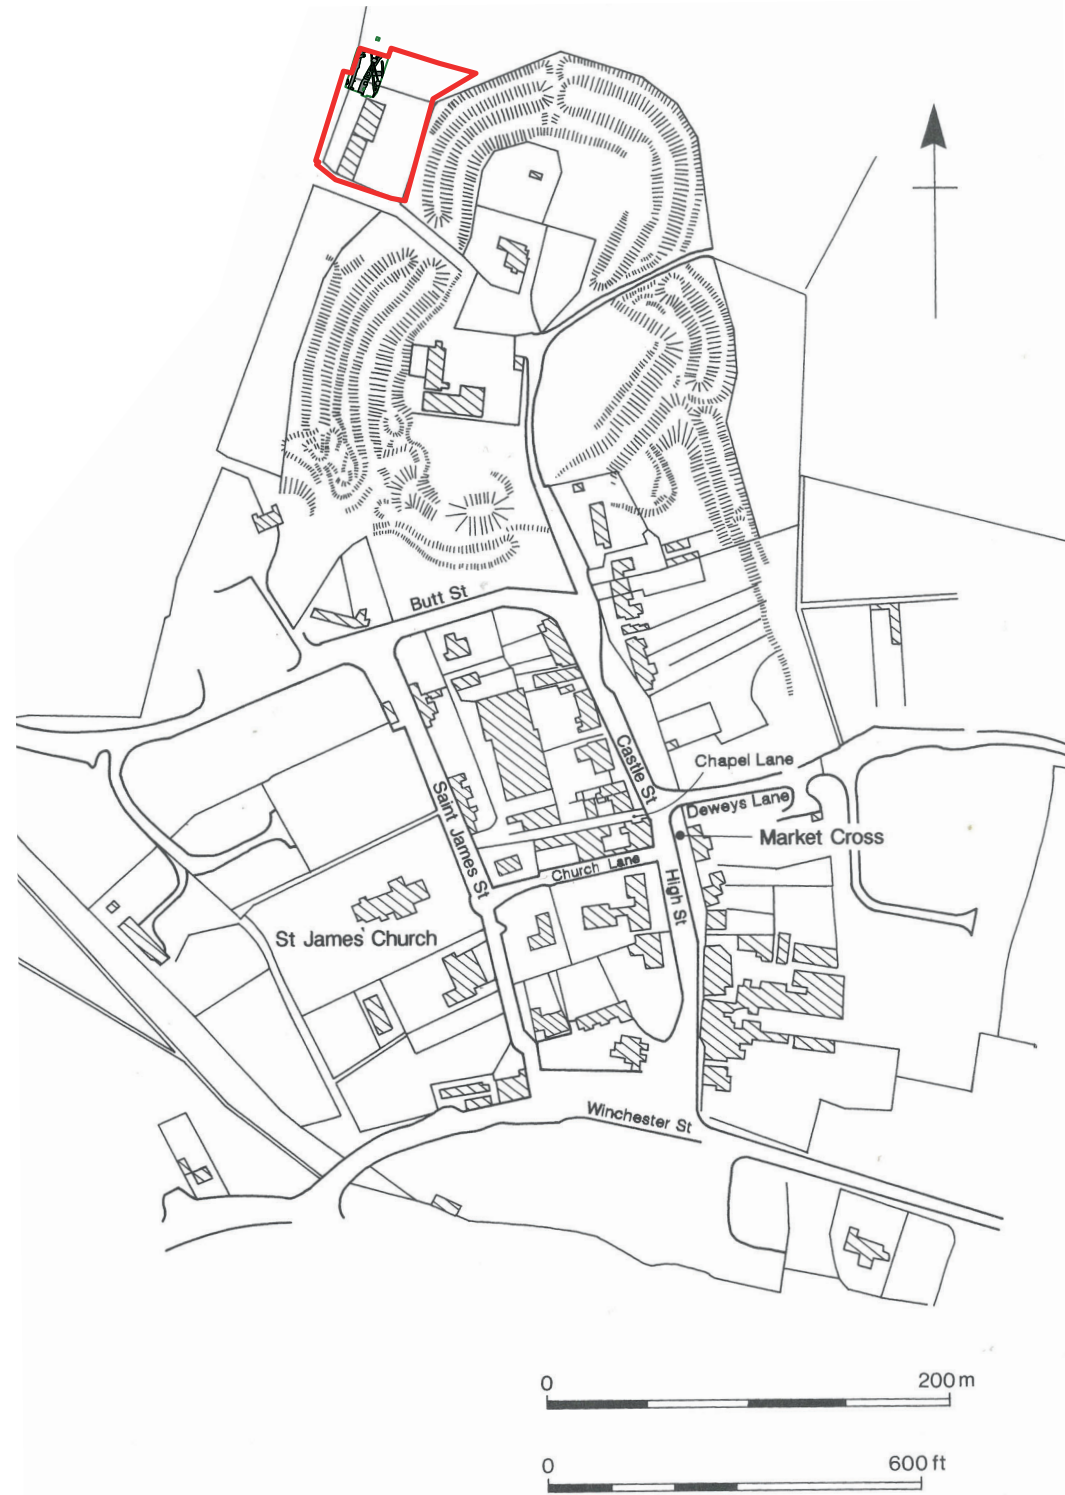 Butt St
Castle St
Chapel Lane
Saint James St
Deweys Lane
Market Cross
Church Lane
High St
St James' Church
Winchester St
0 200 m
0 600 ft